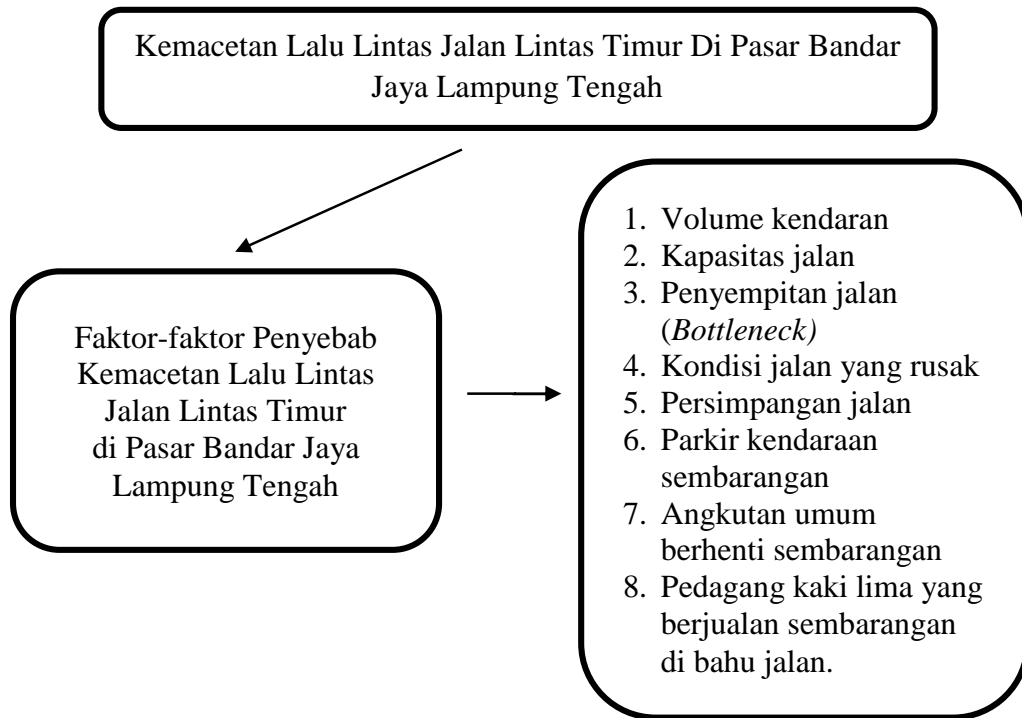 Kemacetan Lalu Lintas Jalan Lintas Timur Di Pasar Bandar
Jaya Lampung Tengah
Faktor-faktor Penyebab
Kemacetan Lalu Lintas
Jalan Lintas Timur
di Pasar Bandar Jaya
Lampung Tengah
1. Volume kendaran
2. Kapasitas jalan
3. Penyempitan jalan
(Bottleneck)
4. Kondisi jalan yang rusak
5. Persimpangan jalan
6. Parkir kendaraan
sembarangan
7. Angkutan umum
berhenti sembarangan
8. Pedagang kaki lima yang
berjualan sembarangan
di bahu jalan.